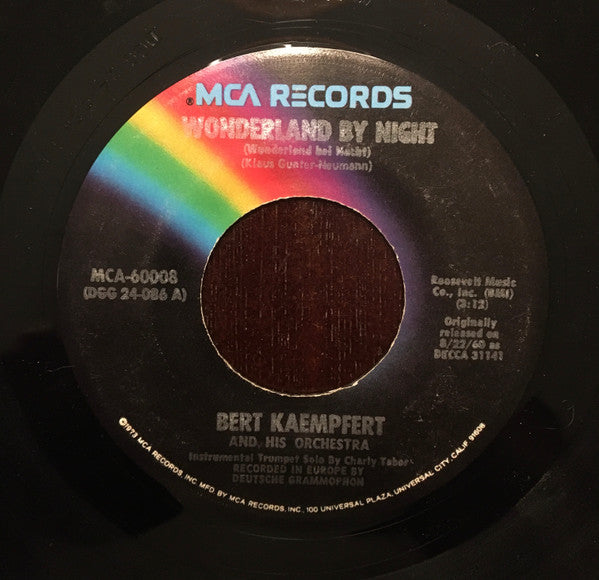 ®MCA RECORDS
WONDERLAND BY NIGHT
(Wunderland bei Nacht)
(Klaus Gunter-Neumann)
MCA-60008
(DGG 24-086 A)
Roosevelt Music
Co., Inc. (BMI)
(3:12)
Originally
released on
8/22/60 as
DECCA 31141
BERT KAEMPFERT
AND HIS ORCHESTRA
Instrumental Trumpet Solo By Charly Tabor
RECORDED IN EUROPE BY
DEUTSCHE GRAMMOPHON
©1973 MCA RECORDS, INC. MFD. BY MCA RECORDS, INC., 100 UNIVERSAL PLAZA, UNIVERSAL CITY, CALIF. 91608